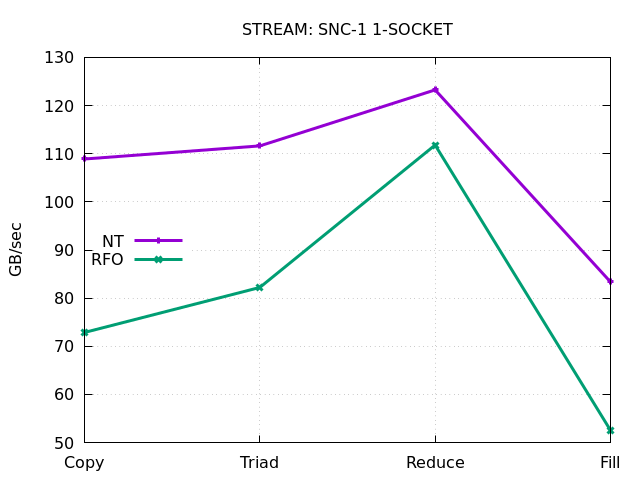 STREAM: SNC-1 1-SOCKET
130
120
110
100
90
80
70
60
50
GB/sec
NT
RFO
Copy Triad Reduce Fill